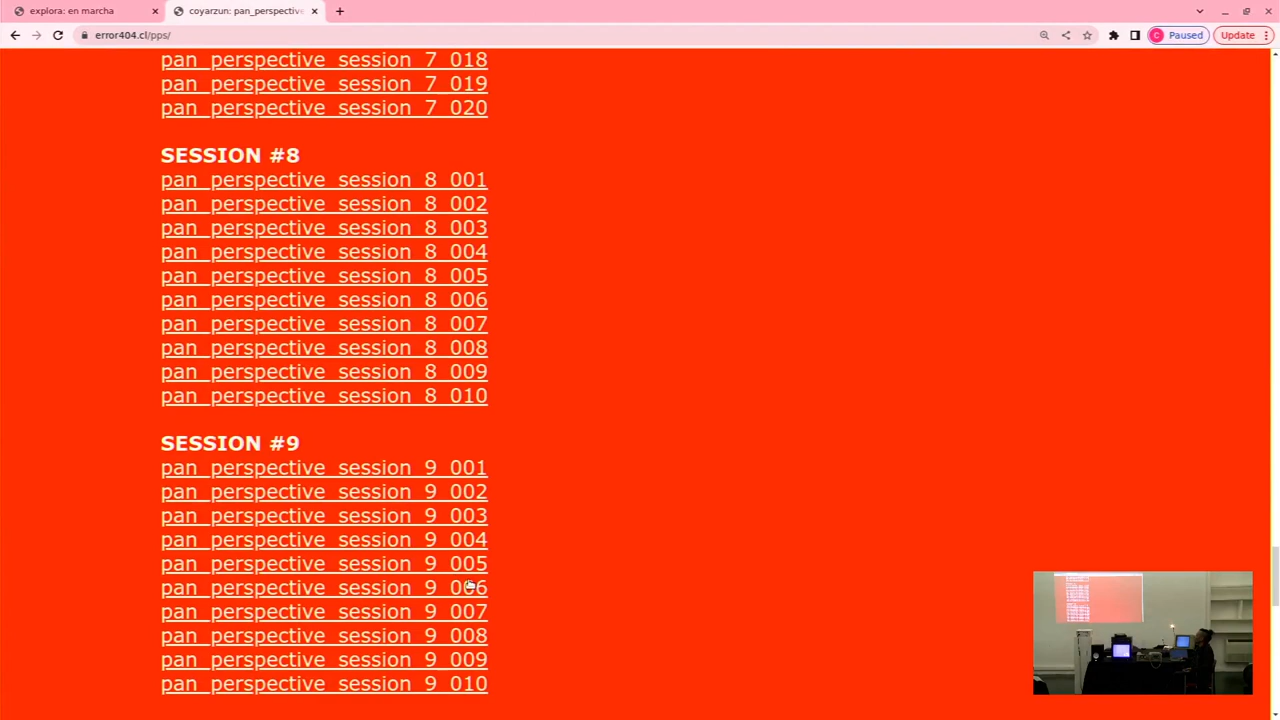 explora: en marcha
coyarzun: pan_perspective
error404.cl/pps/
C Paused
Update
pan_perspective_session_7_018
pan_perspective_session_7_019
pan_perspective_session_7_020
SESSION #8
pan_perspective_session_8_001
pan_perspective_session_8_002
pan_perspective_session_8_003
pan_perspective_session_8_004
pan_perspective_session_8_005
pan_perspective_session_8_006
pan_perspective_session_8_007
pan_perspective_session_8_008
pan_perspective_session_8_009
pan_perspective_session_8_010
SESSION #9
pan_perspective_session_9_001
pan_perspective_session_9_002
pan_perspective_session_9_003
pan_perspective_session_9_004
pan_perspective_session_9_005
pan_perspective_session_9_006
pan_perspective_session_9_007
pan_perspective_session_9_008
pan_perspective_session_9_009
pan_perspective_session_9_010